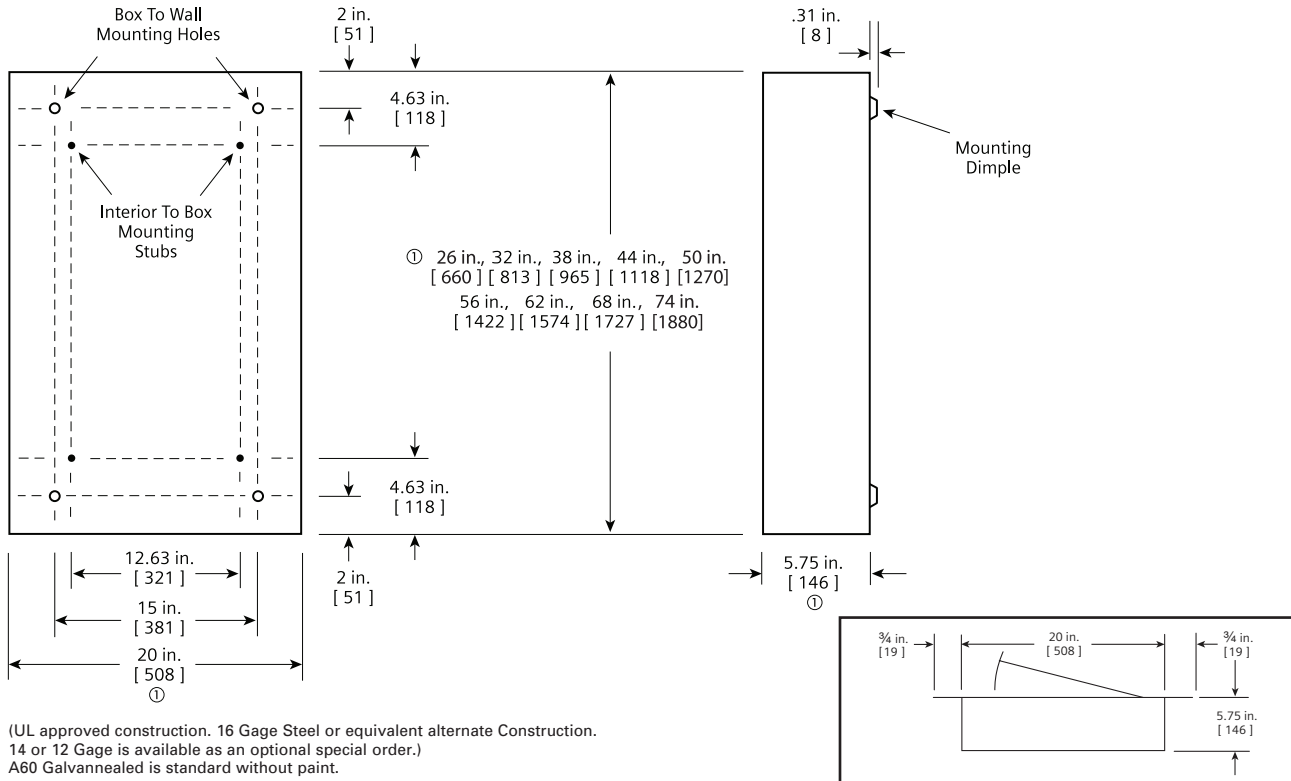 Box To Wall
Mounting Holes
2 in.
[ 51 ]
.31 in.
[ 8 ]
4.63 in.
[ 118 ]
Mounting
Dimple
Interior To Box
Mounting
Stubs
① 26 in., 32 in., 38 in., 44 in., 50 in.
[ 660 ] [ 813 ] [ 965 ] [ 1118 ] [1270]
56 in., 62 in., 68 in., 74 in.
[ 1422 ] [ 1574 ] [ 1727 ] [1880]
4.63 in.
[ 118 ]
12.63 in.
[ 321 ]
2 in.
[ 51 ]
5.75 in.
[ 146 ]
①
15 in.
[ 381 ]
20 in.
[ 508 ]
①
¾ in.
[19 ]
20 in.
[ 508 ]
¾ in.
[19 ]
5.75 in.
[ 146 ]
(UL approved construction. 16 Gage Steel or equivalent alternate Construction.
14 or 12 Gage is available as an optional special order.)
A60 Galvannealed is standard without paint.